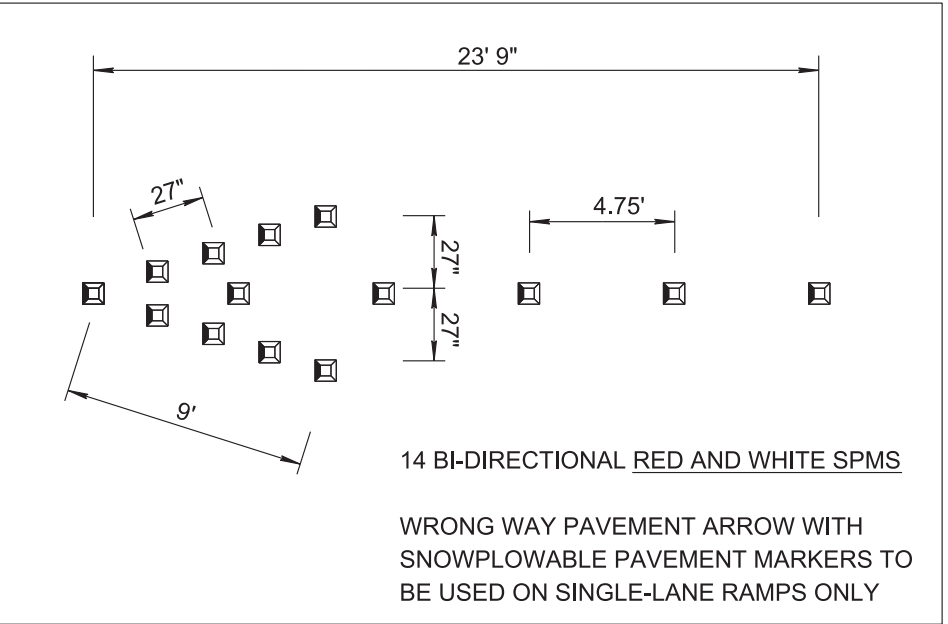 23' 9"
27"
4.75'
27"
27"
9'
14 BI-DIRECTIONAL RED AND WHITE SPMS
WRONG WAY PAVEMENT ARROW WITH
SNOWPLOWABLE PAVEMENT MARKERS TO
BE USED ON SINGLE-LANE RAMPS ONLY